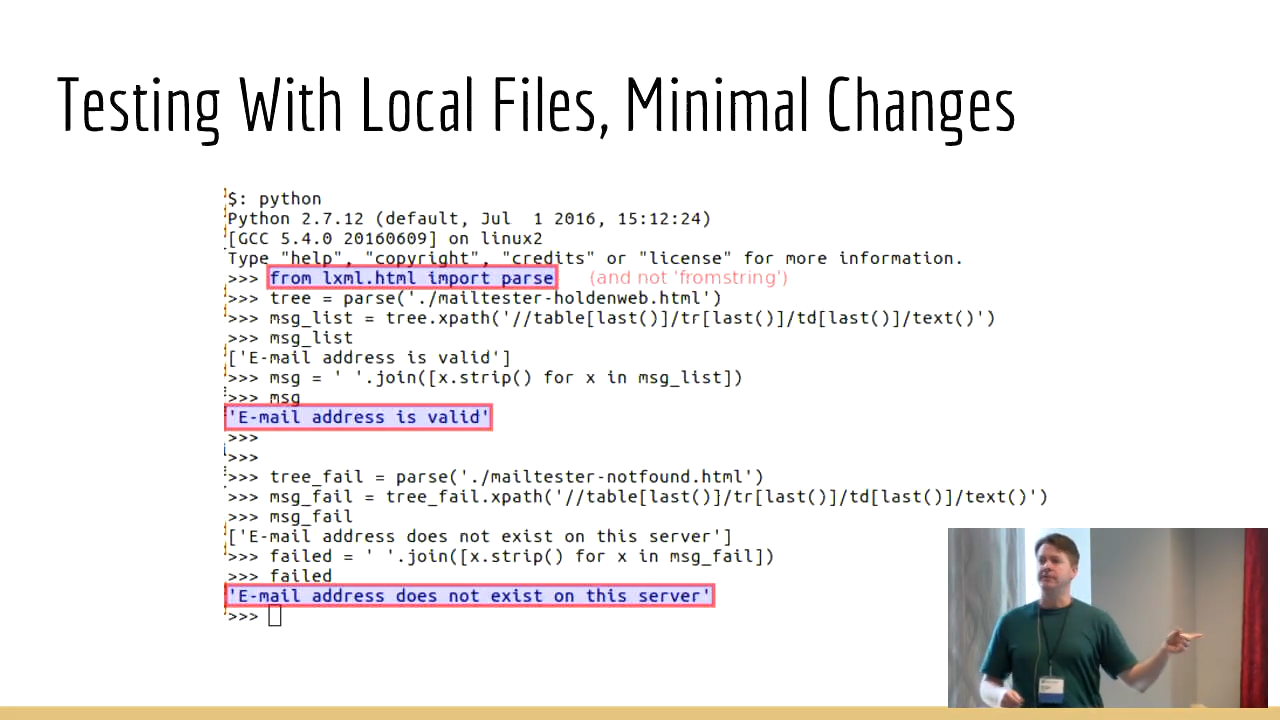 Testing With Local Files, Minimal Changes
$: python
Python 2.7.12 (default, Jul  1 2016, 15:12:24)
[GCC 5.4.0 20160609] on linux2
Type "help", "copyright", "credits" or "license" for more information.
>>> from lxml.html import parse (and not 'fromstring')
>>> tree = parse('./mailtester-holdenweb.html')
>>> msg_list = tree.xpath('//table[last()]/tr[last()]/td[last()]/text()')
>>> msg_list
['E-mail address is valid']
>>> msg = ' '.join([x.strip() for x in msg_list])
>>> msg
'E-mail address is valid'
>>>
>>>
>>> tree_fail = parse('./mailtester-notfound.html')
>>> msg_fail = tree_fail.xpath('//table[last()]/tr[last()]/td[last()]/text()')
>>> msg_fail
['E-mail address does not exist on this server']
>>> failed = ' '.join([x.strip() for x in msg_fail])
>>> failed
'E-mail address does not exist on this server'
>>>